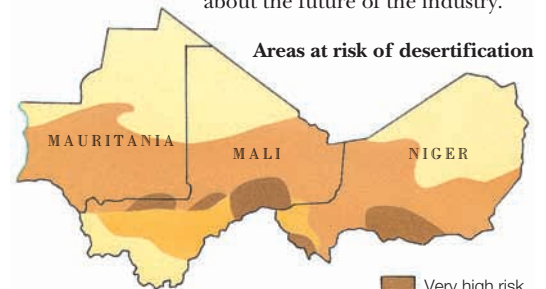 about the future of the industry.
Areas at risk of desertification
MAURITANIA
MALI
NIGER
Very high risk